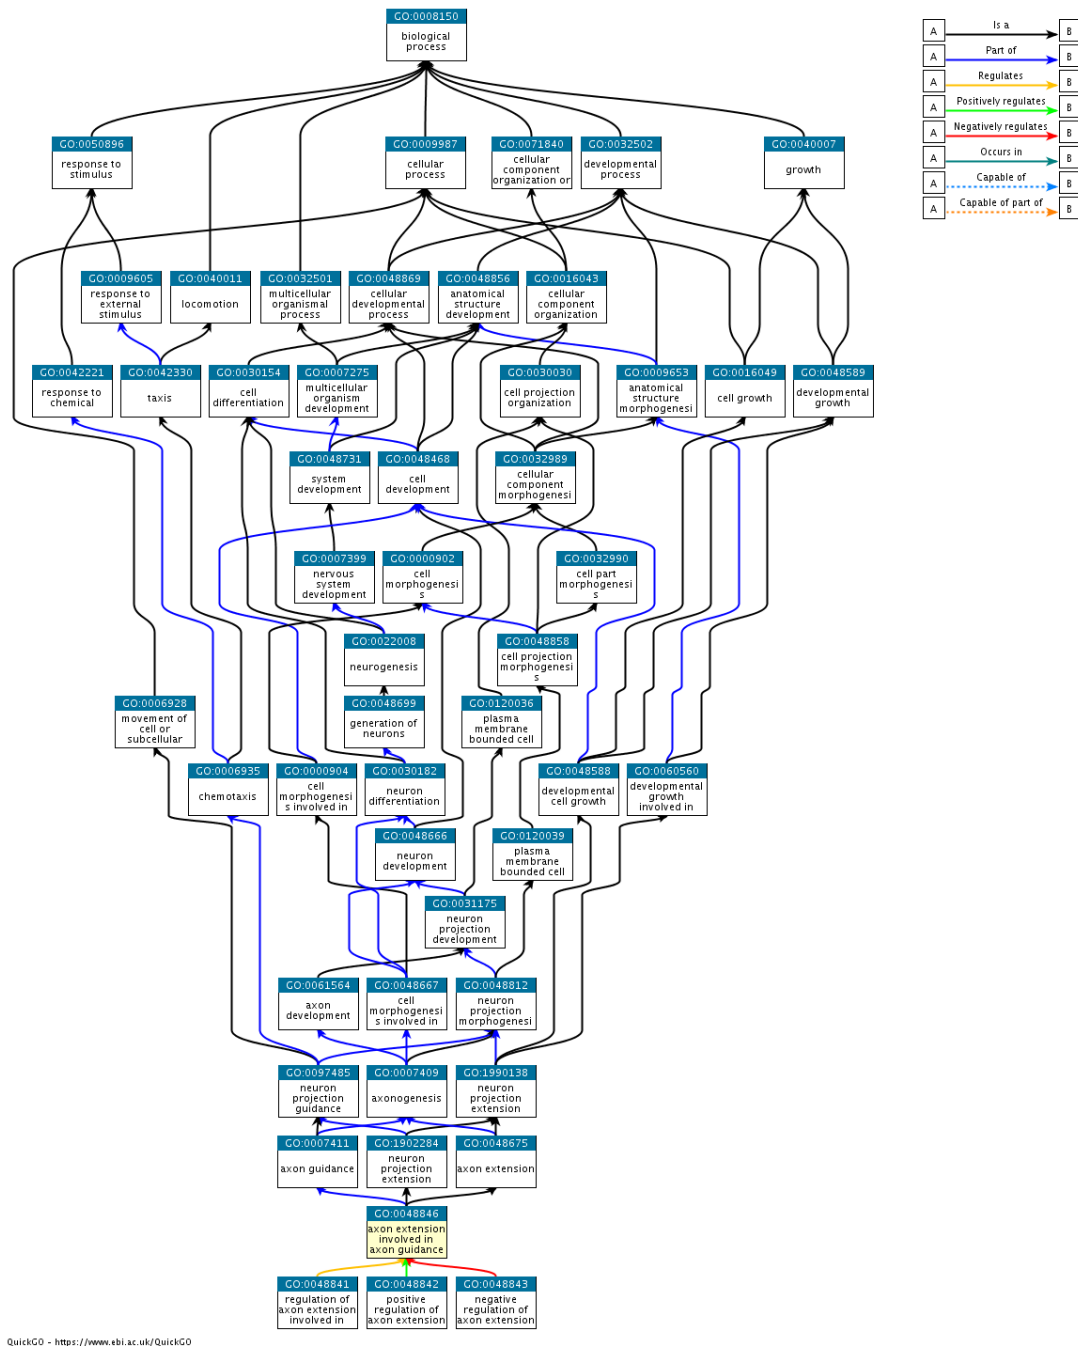 GO:0008150
biological
process
A Is a B
A Part of B
A Regulates B
A Positively regulates B
A Negatively regulates B
A Occurs in B
A Capable of B
A Capable of part of B
GO:0050896
response to
stimulus
GO:0009987
cellular
process
GO:0071840
cellular
component
organization or
GO:0032502
developmental
process
GO:0040007
growth
GO:0009605
response to
external
stimulus
GO:0040011
locomotion
GO:0032501
multicellular
organismal
process
GO:0048869
cellular
developmental
process
GO:0048856
anatomical
structure
development
GO:0016043
cellular
component
organization
GO:0042221
response to
chemical
GO:0042330
taxis
GO:0030154
cell
differentiation
GO:0007275
multicellular
organism
development
GO:0030030
cell projection
organization
GO:0009653
anatomical
structure
morphogenesi
GO:0016049
cell growth
GO:0048589
developmental
growth
GO:0048731
system
development
GO:0048468
cell
development
GO:0032989
cellular
component
morphogenesi
GO:0007399
nervous
system
development
GO:0000902
cell
morphogenesi
s
GO:0032990
cell part
morphogenesi
s
GO:0022008
neurogenesis
GO:0048858
cell projection
morphogenesi
s
GO:0006928
movement of
cell or
subcellular
GO:0048699
generation of
neurons
GO:0120036
plasma
membrane
bounded cell
GO:0006935
chemotaxis
GO:0000904
cell
morphogenesi
s involved in
GO:0030182
neuron
differentiation
GO:0048588
developmental
cell growth
GO:0060560
developmental
growth
involved in
GO:0048666
neuron
development
GO:0120039
plasma
membrane
bounded cell
GO:0031175
neuron
projection
development
GO:0061564
axon
development
GO:0048667
cell
morphogenesi
s involved in
GO:0048812
neuron
projection
morphogenesi
GO:0097485
neuron
projection
guidance
GO:0007409
axonogenesis
GO:1990138
neuron
projection
extension
GO:0007411
axon guidance
GO:1902284
neuron
projection
extension
GO:0048675
axon extension
GO:0048846
axon extension
involved in
axon guidance
GO:0048841
regulation of
axon extension
involved in
GO:0048842
positive
regulation of
axon extension
GO:0048843
negative
regulation of
axon extension
QuickGO - https://www.ebi.ac.uk/QuickGO